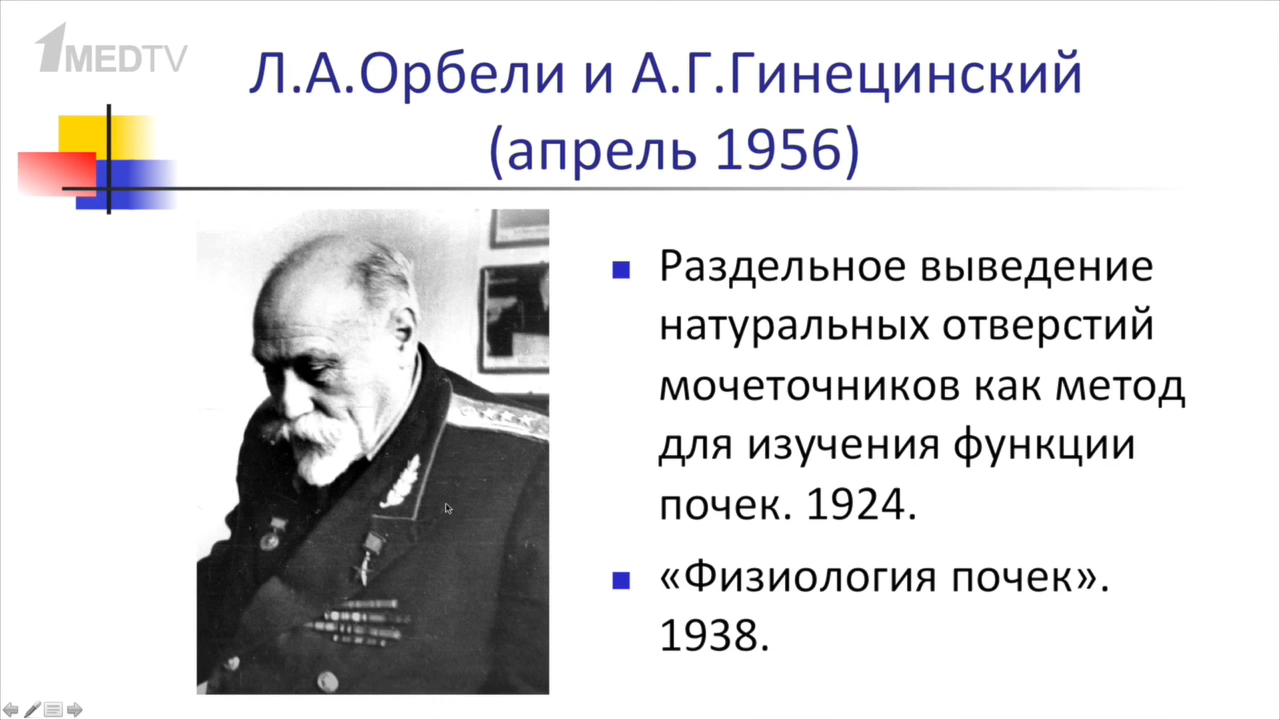 1MEDTV
Л.А.Орбели и А.Г.Гинецинский
(апрель 1956)
Раздельное выведение
натуральных отверстий
мочеточников как метод
для изучения функции
почек. 1924.
«Физиология почек».
1938.